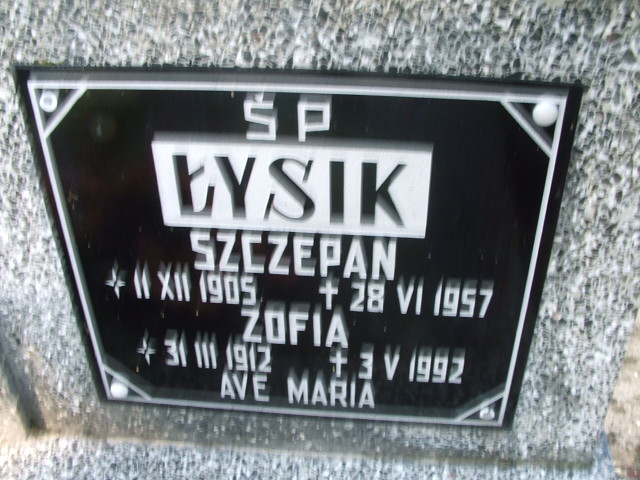 ŚP
ŁYSIK
SZCZEPAN
* 11 XII 1905 + 28 VI 1957
ZOFIA
* 31 III 1912 + 3 V 1992
AVE MARIA